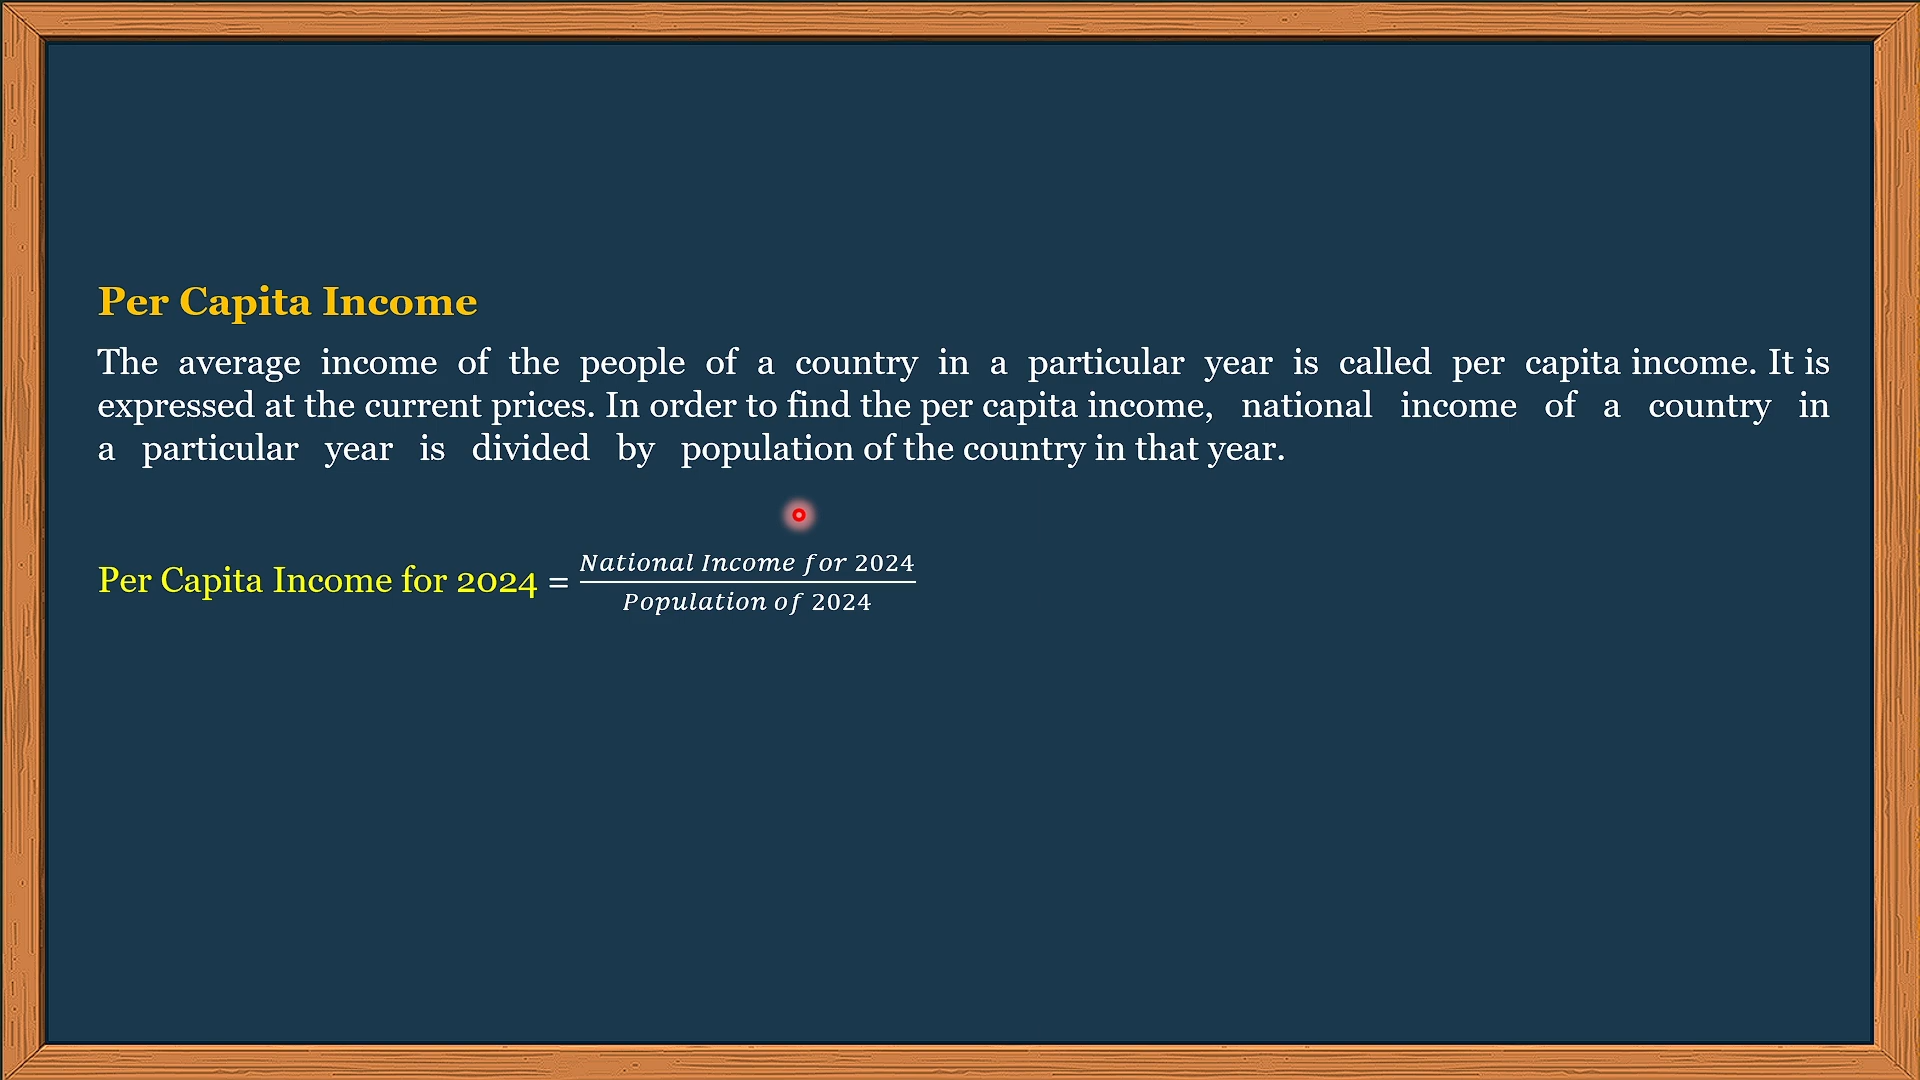 Per Capita Income
The average income of the people of a country in a particular year is called per capita income. It is
expressed at the current prices. In order to find the per capita income, national income of a country in
a particular year is divided by population of the country in that year.
Per Capita Income for 2024 = National Income for 2024
Population of 2024